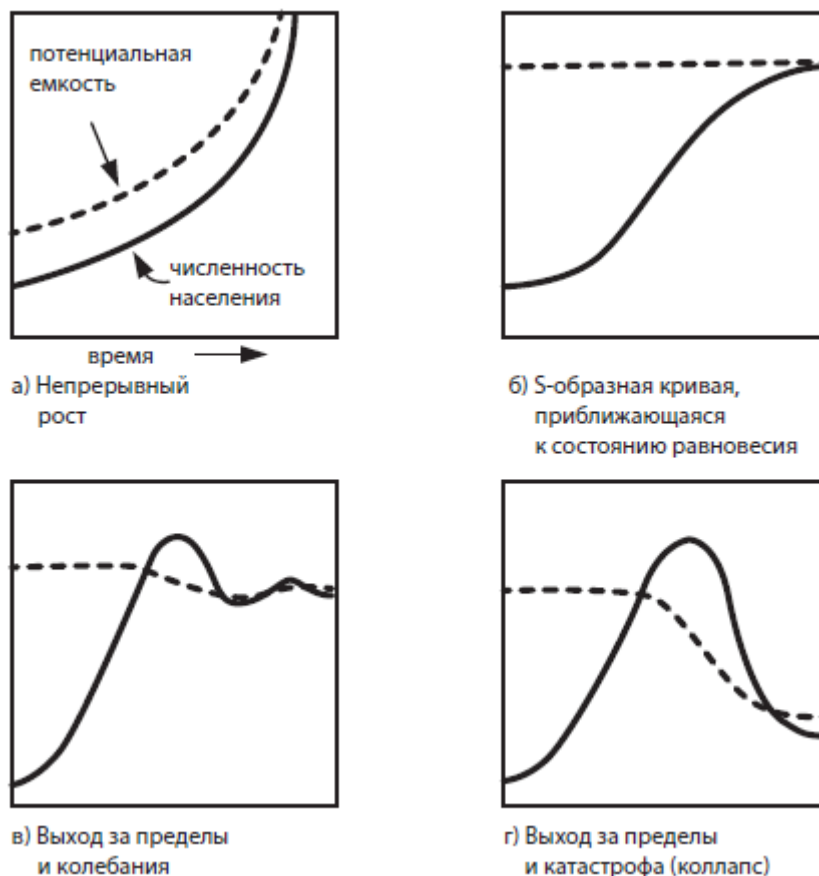 потенциальная
емкость
численность
населения
время
а) Непрерывный
рост
б) S-образная кривая,
приближающаяся
к состоянию равновесия
в) Выход за пределы
и колебания
г) Выход за пределы
и катастрофа (коллапс)